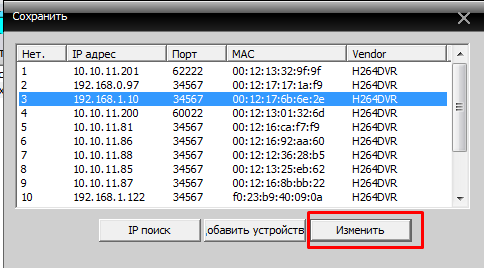 Сохранить
Нет. IP адрес Порт MAC Vendor
1 10.10.11.201 62222 00:12:13:32:9f:9f H264DVR
2 192.168.0.97 34567 00:12:17:17:1a:f9 H264DVR
3 192.168.1.10 34567 00:12:17:6b:6e:2e H264DVR
4 10.10.11.200 60022 00:12:13:01:32:6d H264DVR
5 10.10.11.81 34567 00:12:16:ca:f7:f9 H264DVR
6 10.10.11.86 34567 00:12:16:92:aa:60 H264DVR
7 10.10.11.88 34567 00:12:12:36:28:b5 H264DVR
8 10.10.11.85 34567 00:12:13:25:eb:62 H264DVR
9 10.10.11.87 34567 00:12:16:8b:bb:22 H264DVR
10 192.168.1.122 34567 f0:23:b9:40:09:0a H264DVR
IP поиск обавить устройств Изменить